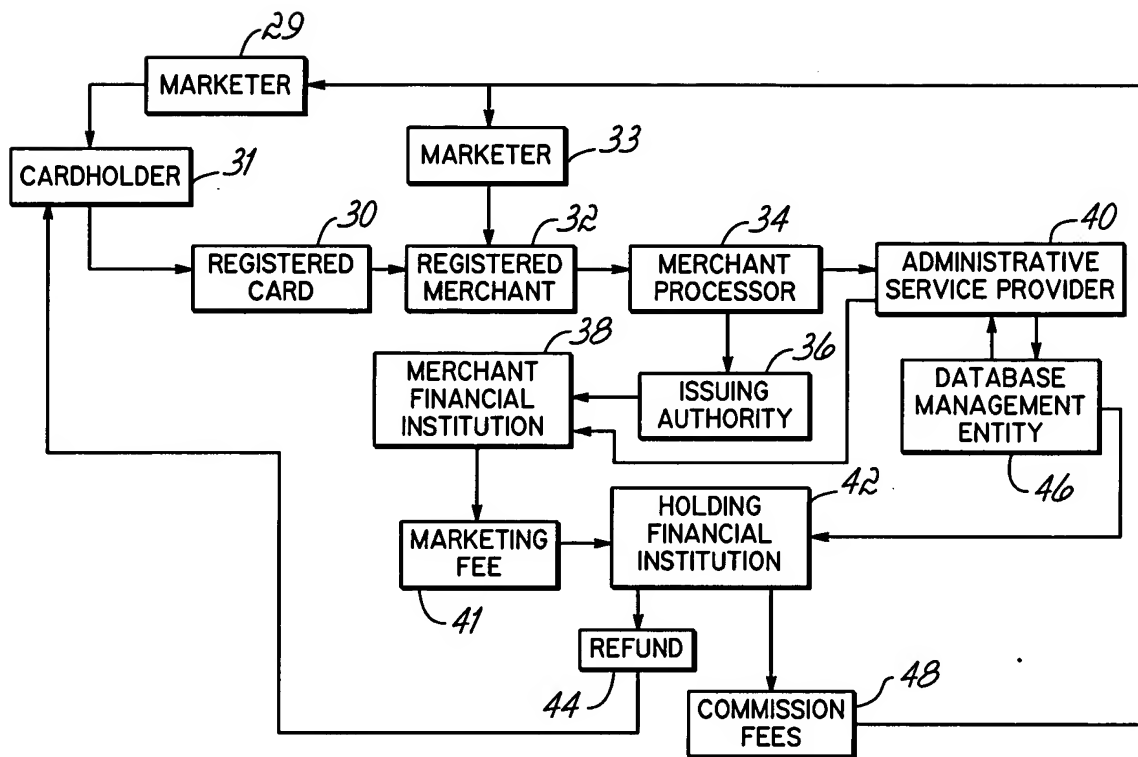 29
MARKETER
MARKETER
33
CARDHOLDER
31
30
REGISTERED
CARD
32
REGISTERED
MERCHANT
34
MERCHANT
PROCESSOR
40
ADMINISTRATIVE
SERVICE PROVIDER
38
MERCHANT
FINANCIAL
INSTITUTION
36
ISSUING
AUTHORITY
DATABASE
MANAGEMENT
ENTITY
46
42
HOLDING
FINANCIAL
INSTITUTION
MARKETING
FEE
41
REFUND
44
48
COMMISSION
FEES